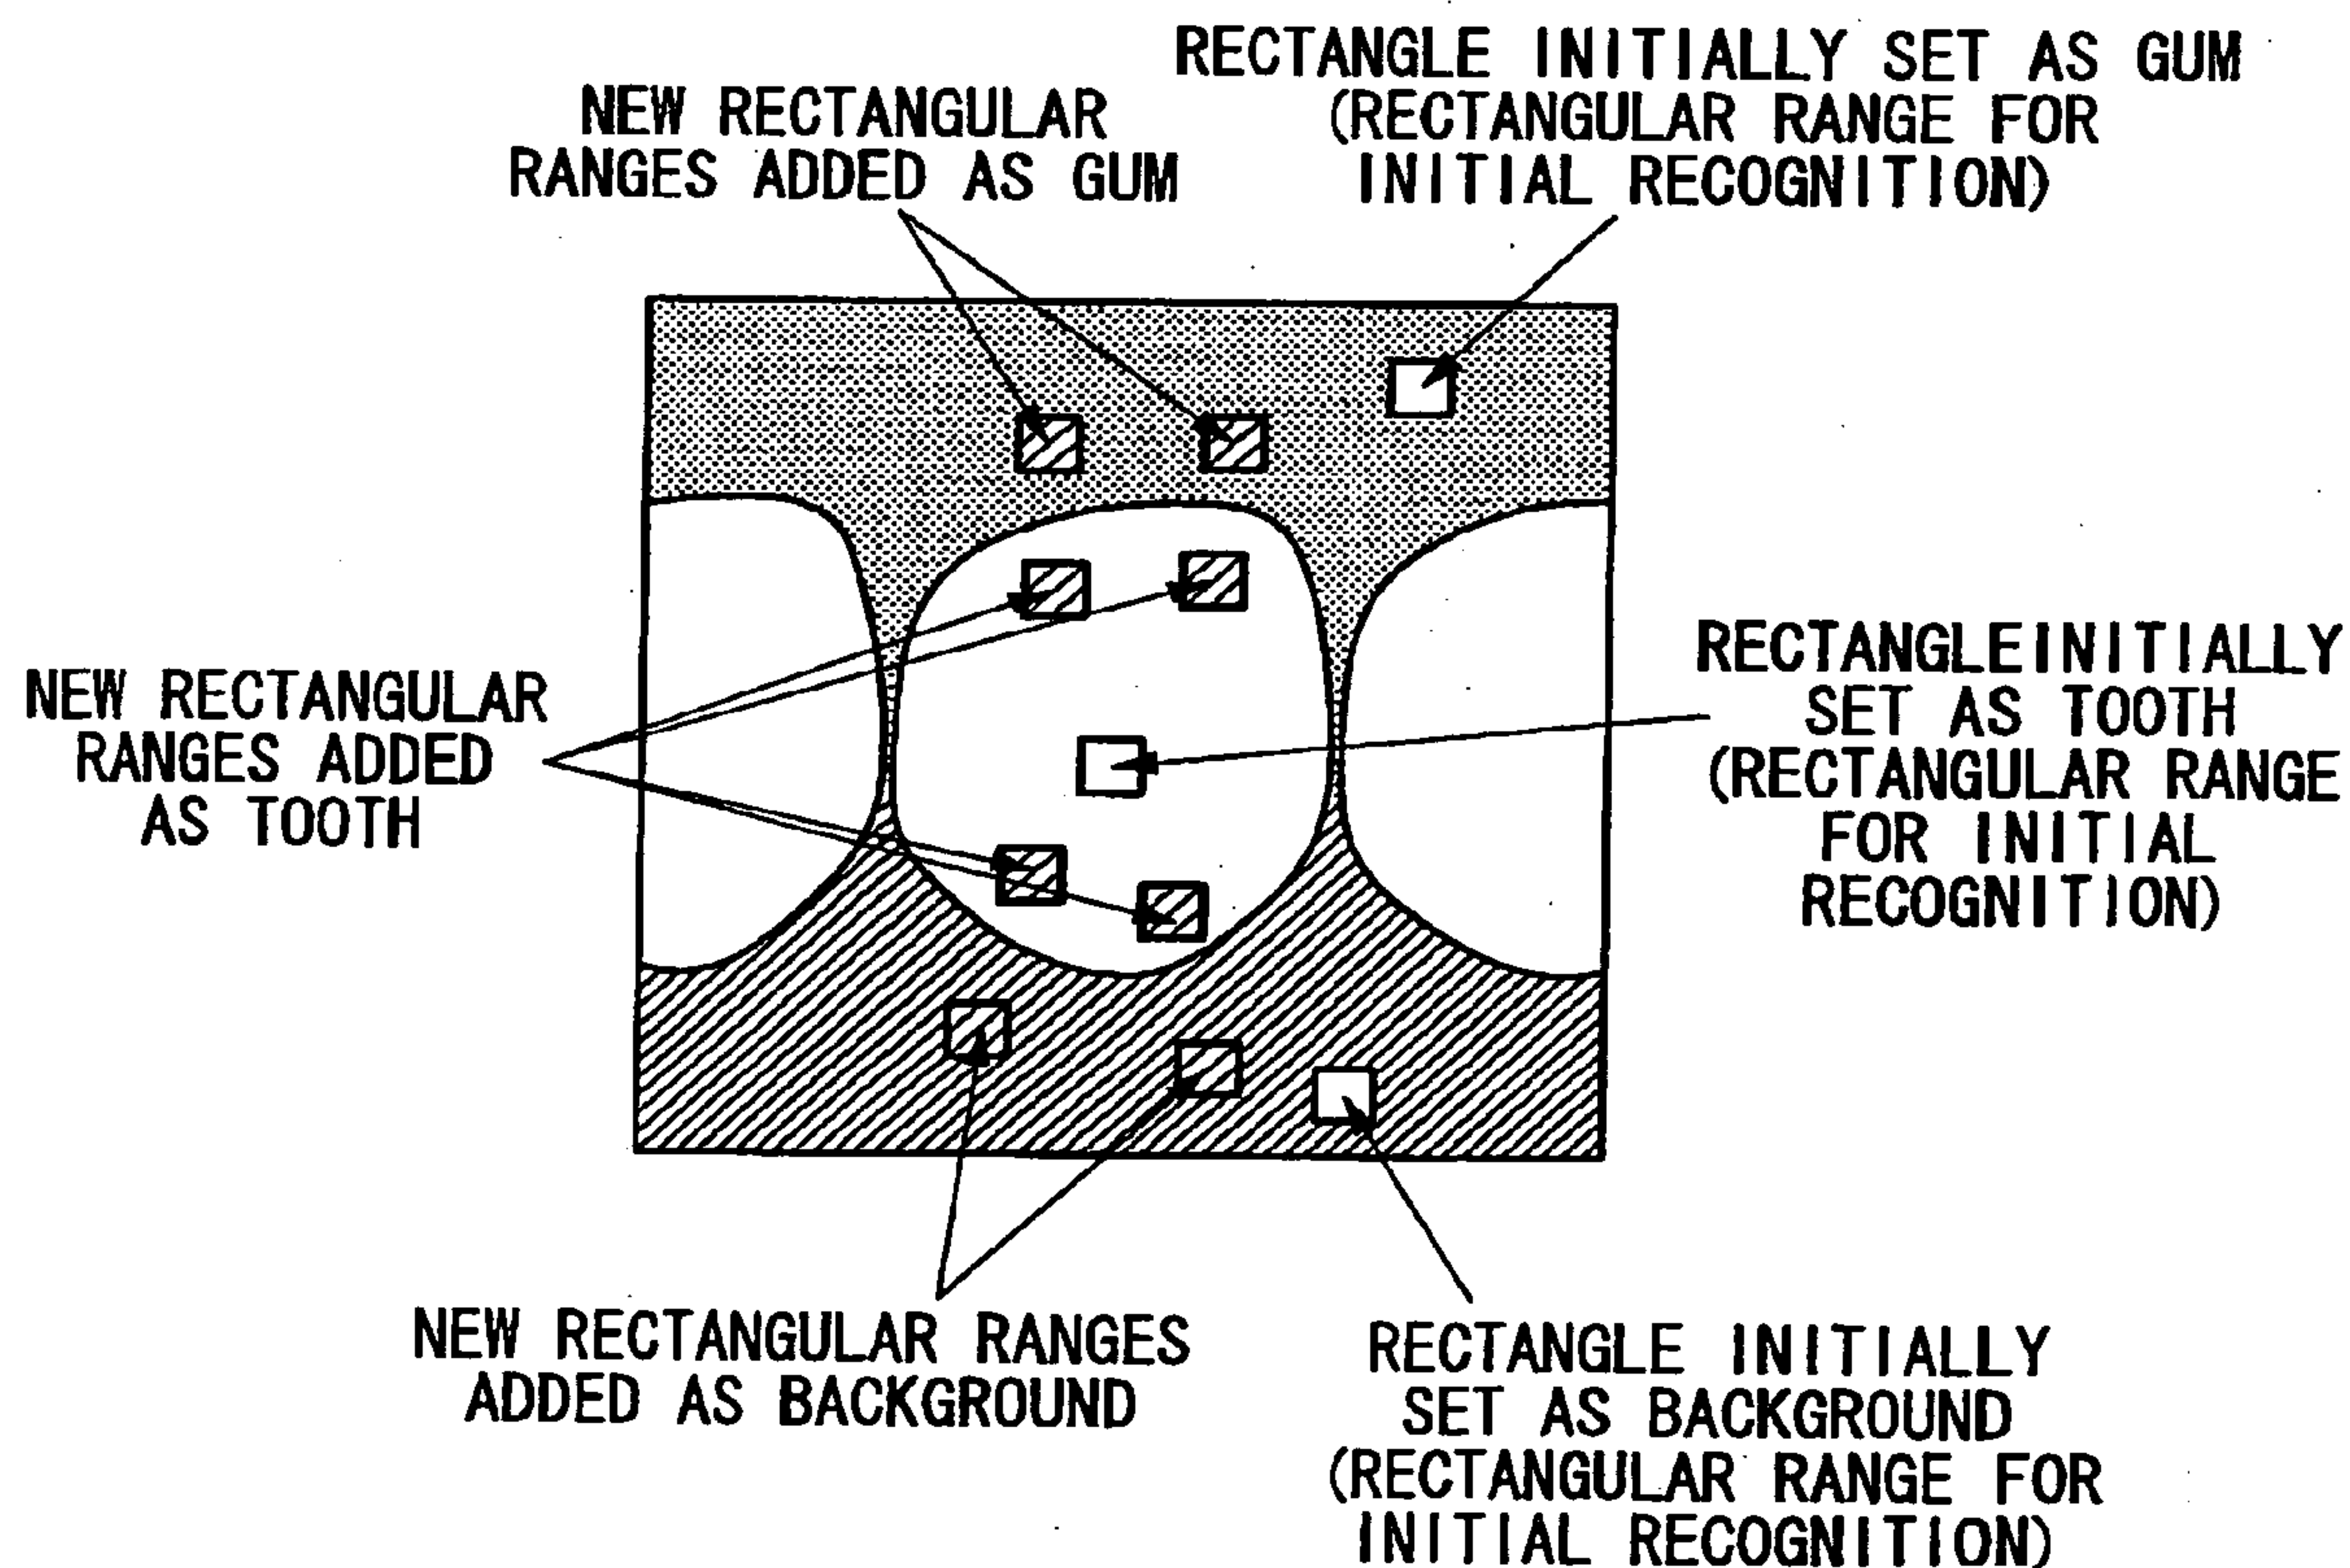 RECTANGLE INITIALLY SET AS GUM
(RECTANGULAR RANGE FOR
INITIAL RECOGNITION)
NEW RECTANGULAR
RANGES ADDED AS GUM
RECTANGLE INITIALLY
SET AS TOOTH
(RECTANGULAR RANGE
FOR INITIAL
RECOGNITION)
NEW RECTANGULAR
RANGES ADDED
AS TOOTH
NEW RECTANGULAR RANGES
ADDED AS BACKGROUND
RECTANGLE INITIALLY
SET AS BACKGROUND
(RECTANGULAR RANGE FOR
INITIAL RECOGNITION)